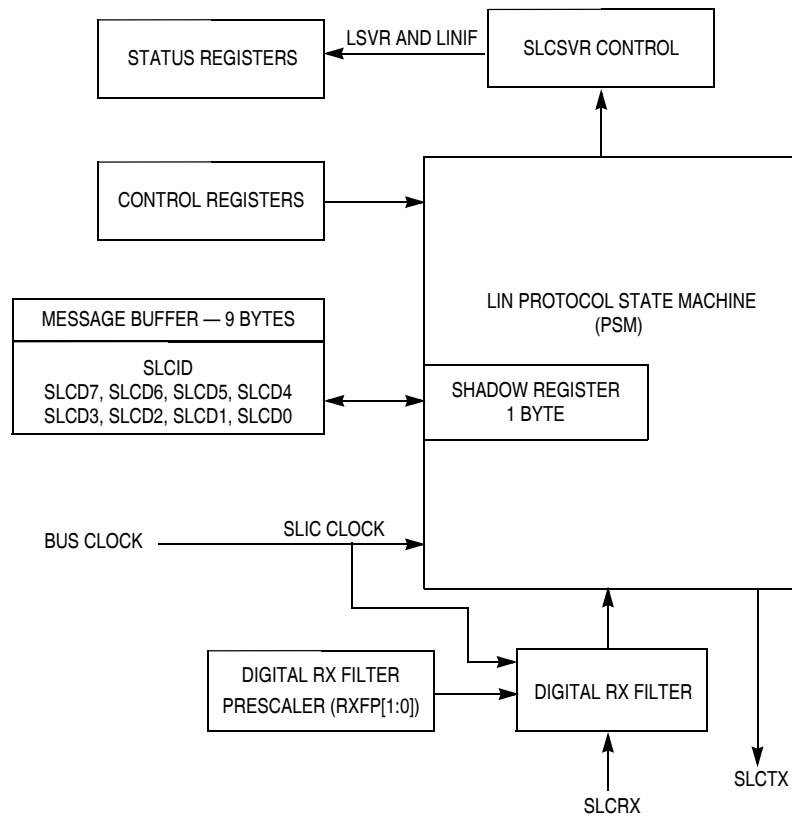 LSVR AND LINIF
STATUS REGISTERS
SLCSVR CONTROL
CONTROL REGISTERS
LIN PROTOCOL STATE MACHINE
(PSM)
MESSAGE BUFFER — 9 BYTES
SLCID
SLCD7, SLCD6, SLCD5, SLCD4
SLCD3, SLCD2, SLCD1, SLCD0
SHADOW REGISTER
1 BYTE
BUS CLOCK
SLIC CLOCK
DIGITAL RX FILTER
PRESCALER (RXFP[1:0])
DIGITAL RX FILTER
SLCTX
SLCRX